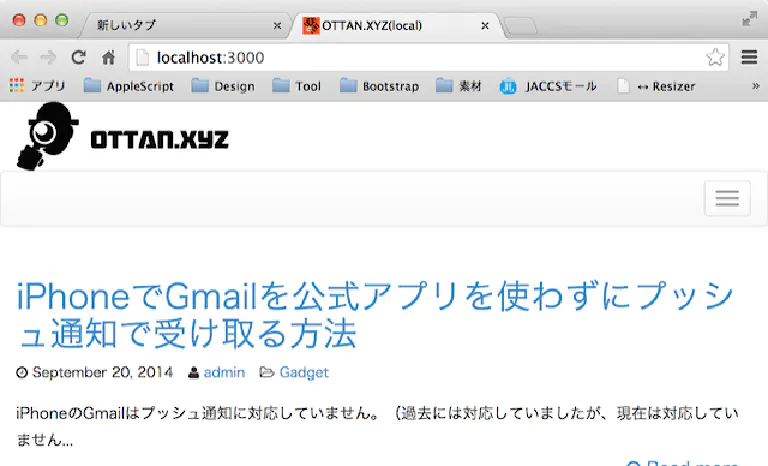 新しいタブ
OTTAN.XYZ(local)
localhost:3000
アプリ
AppleScript
Design
Tool
Bootstrap
素材
JACCSモール
↔ Resizer
»
OTTAN.XYZ
iPhoneでGmailを公式アプリを使わずにプッシ
ュ通知で受け取る方法
September 20, 2014 admin Gadget
iPhoneのGmailはプッシュ通知に対応していません。（過去には対応していましたが、現在は対応してい
ません...
Read more